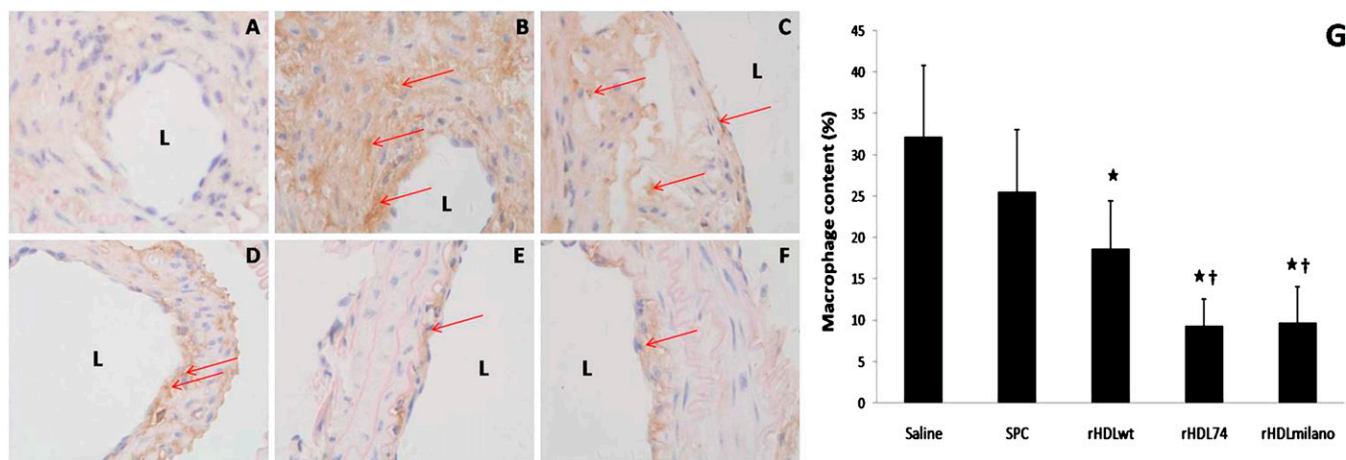 A
L
B
L
C
L
D
L
E
L
F
L
G
Macrophage content (%)
45
40
35
30
25
20
15
10
5
0
★
★†
★†
Saline SPC rHDLwt rHDL74 rHDLmilano